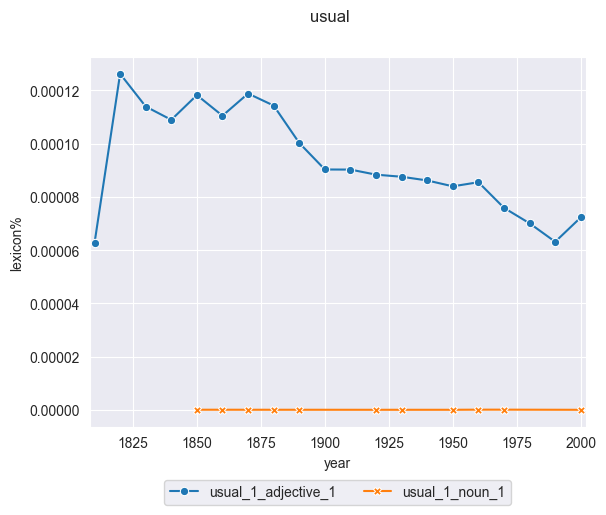 usual
0.00012
0.00010
0.00008
0.00006
0.00004
0.00002
0.00000
lexicon%
1825 1850 1875 1900 1925 1950 1975 2000
year
usual_1_adjective_1 usual_1_noun_1